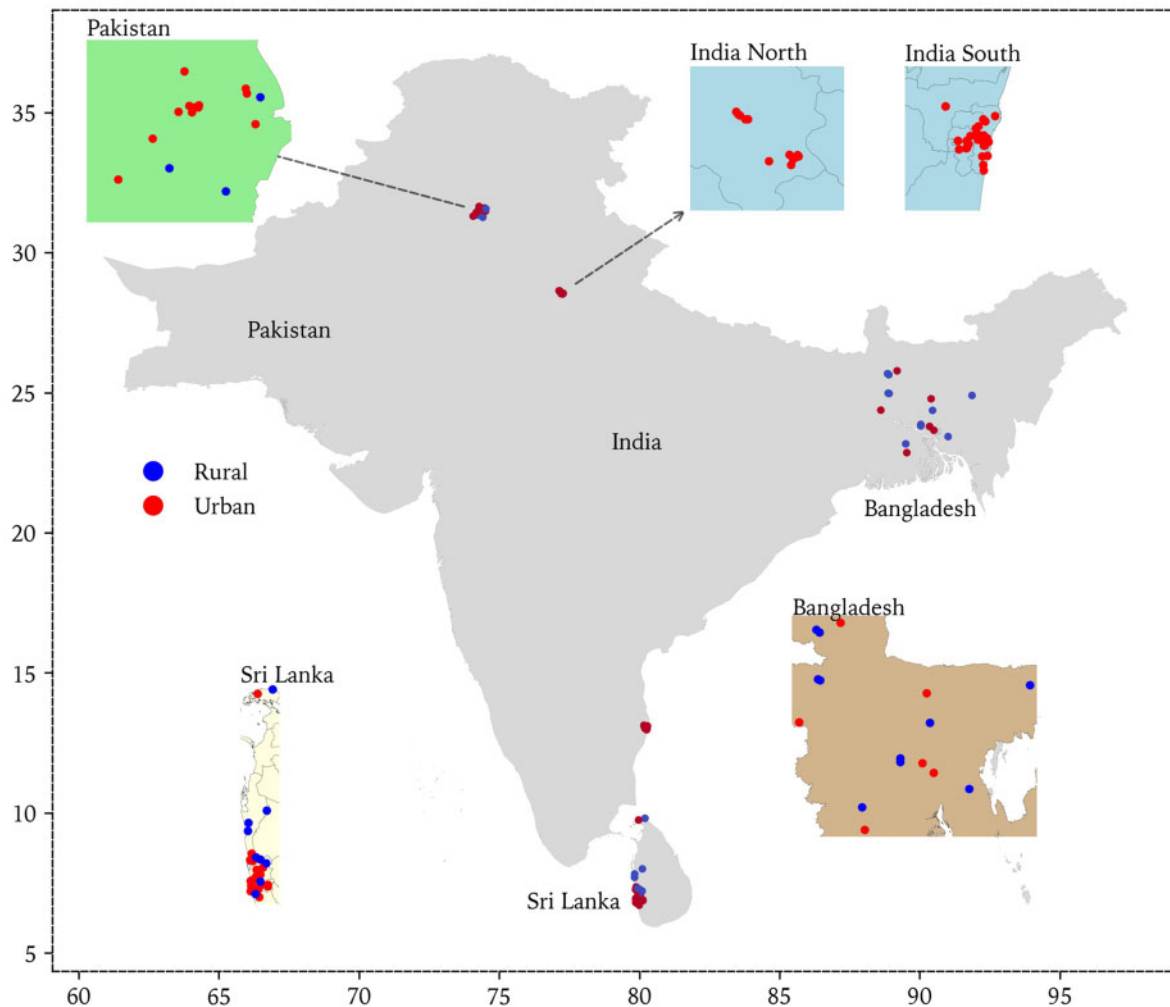 Pakistan
India North
India South
35
30
Pakistan
25
India
Rural
Urban
Bangladesh
20
Bangladesh
15
Sri Lanka
10
Sri Lanka
5
60 65 70 75 80 85 90 95